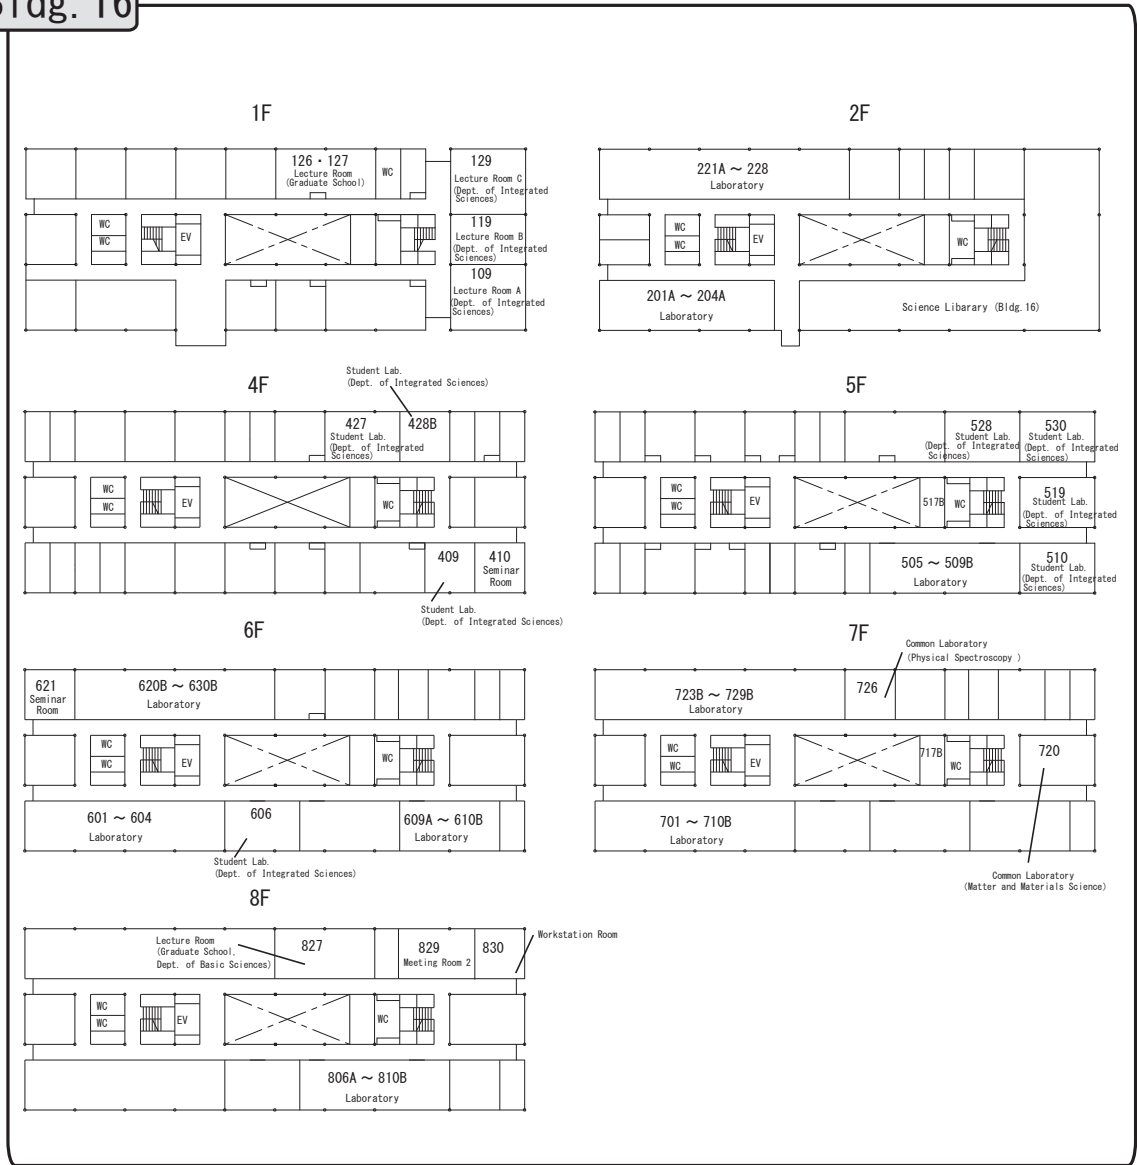 Bldg. 16
1F
126・127
Lecture Room
(Graduate School)
WC
129
Lecture Room C
(Dept. of Integrated
Sciences)
WC
WC
EV
119
Lecture Room B
(Dept. of Integrated
Sciences)
109
Lecture Room A
(Dept. of Integrated
Sciences)
2F
221A ～ 228
Laboratory
WC
WC
EV
WC
201A ～ 204A
Laboratory
Science Libarary (Bldg.16)
4F
Student Lab.
(Dept. of Integrated Sciences)
427
Student Lab.
(Dept. of Integrated
Sciences)
428B
WC
WC
EV
WC
409
410
Seminar
Room
Student Lab.
(Dept. of Integrated Sciences)
5F
528
Student Lab.
(Dept. of Integrated
Sciences)
530
Student Lab.
(Dept. of Integrated
Sciences)
WC
WC
EV
517B
WC
519
Student Lab.
(Dept. of Integrated
Sciences)
505 ～ 509B
Laboratory
510
Student Lab.
(Dept. of Integrated
Sciences)
6F
621
Seminar
Room
620B ～ 630B
Laboratory
WC
WC
EV
WC
601 ～ 604
Laboratory
606
609A ～ 610B
Laboratory
Student Lab.
(Dept. of Integrated Sciences)
7F
Common Laboratory
(Physical Spectroscopy )
723B ～ 729B
Laboratory
726
WC
WC
EV
717B
WC
720
701 ～ 710B
Laboratory
Common Laboratory
(Matter and Materials Science)
8F
Lecture Room
(Graduate School,
Dept. of Basic Sciences)
827
829
Meeting Room 2
830
Workstation Room
WC
WC
EV
WC
806A ～ 810B
Laboratory